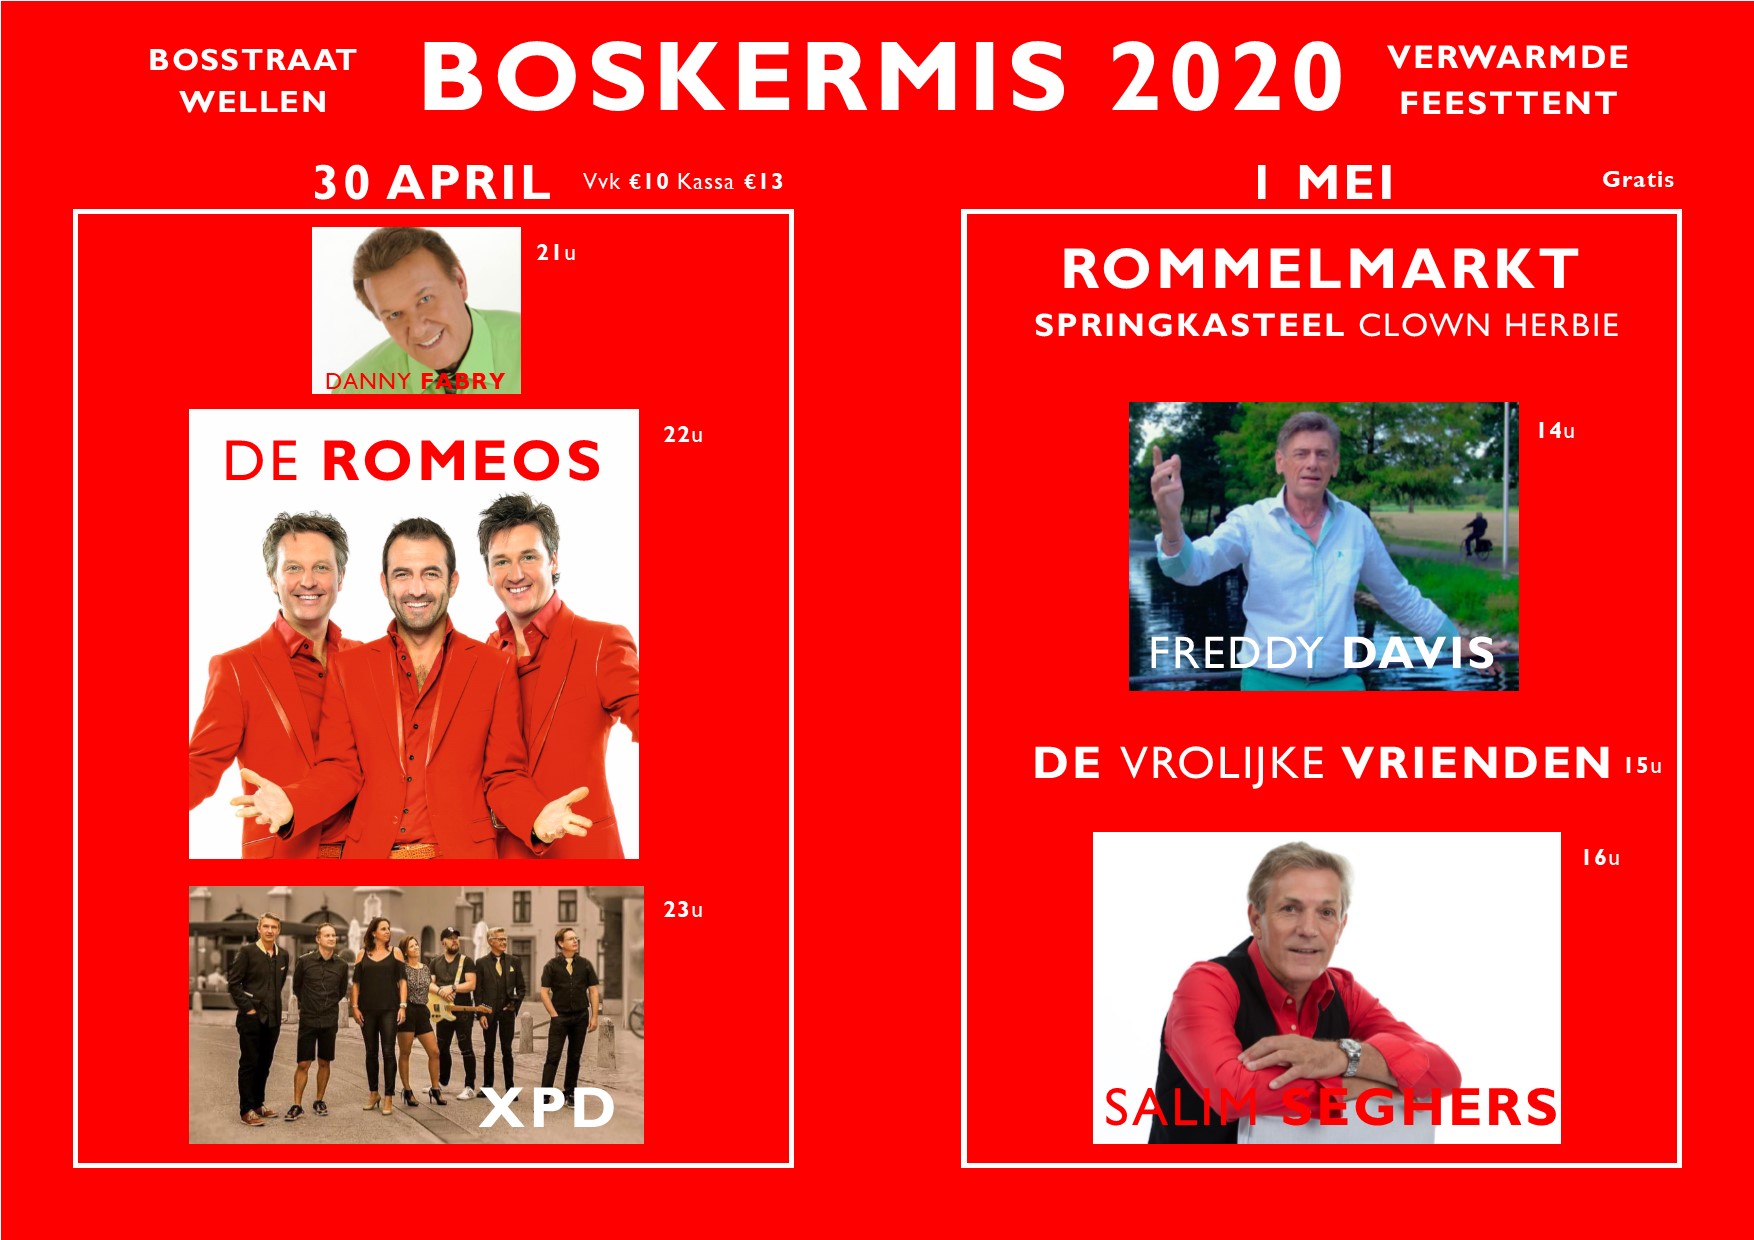 BOSSTRAAT
WELLEN
BOSKERMIS 2020
VERWARMDE
FEESTTENT
30 APRIL Vvk €10 Kassa €13
21u
DANNY FABRY
DE ROMEOS
22u
23u
XPD
1 MEI Gratis
ROMMELMARKT
SPRINGKASTEEL CLOWN HERBIE
14u
FREDDY DAVIS
DE VROLIJKE VRIENDEN 15u
16u
SALIM SEGHERS